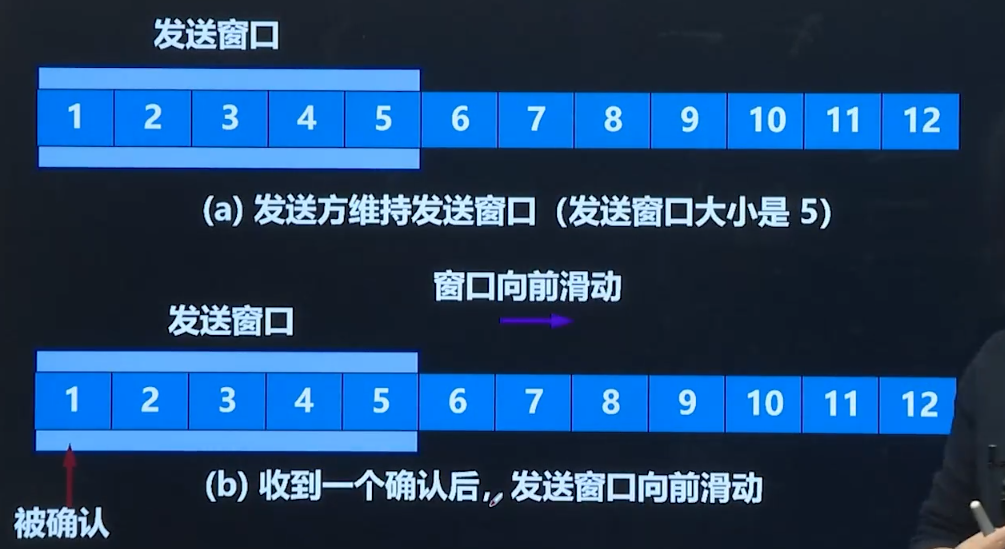 发送窗口
1 2 3 4 5 6 7 8 9 10 11 12
(a) 发送方维持发送窗口（发送窗口大小是 5）
窗口向前滑动
发送窗口
1 2 3 4 5 6 7 8 9 10 11 12
(b) 收到一个确认后，发送窗口向前滑动
被确认